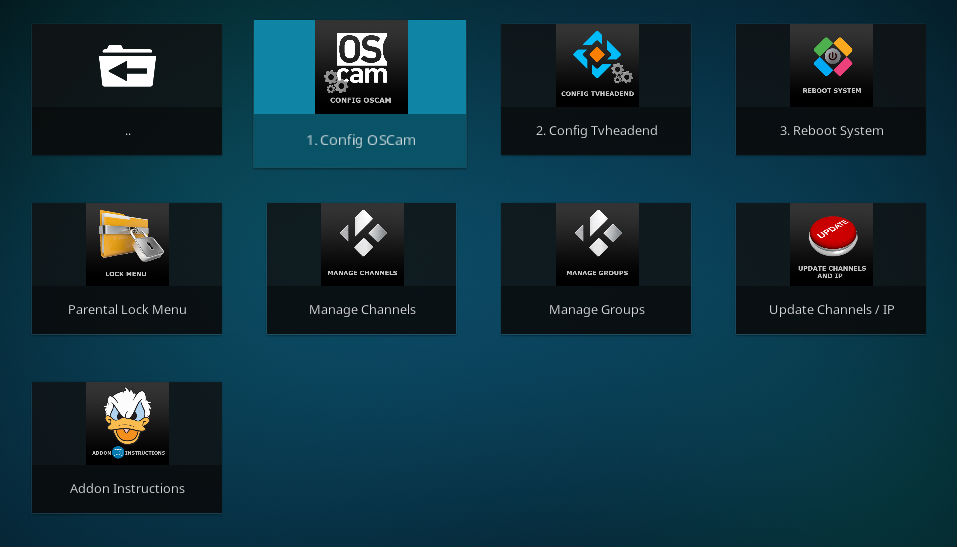 OS
cam
CONFIG OSCAM
CONFIG TVHEADEND
REBOOT SYSTEM
..
1. Config OSCam
2. Config Tvheadend
3. Reboot System
LOCK MENU
MANAGE CHANNELS
MANAGE GROUPS
UPDATE
UPDATE CHANNELS
AND IP
Parental Lock Menu
Manage Channels
Manage Groups
Update Channels / IP
ADDON INSTRUCTIONS
Addon Instructions